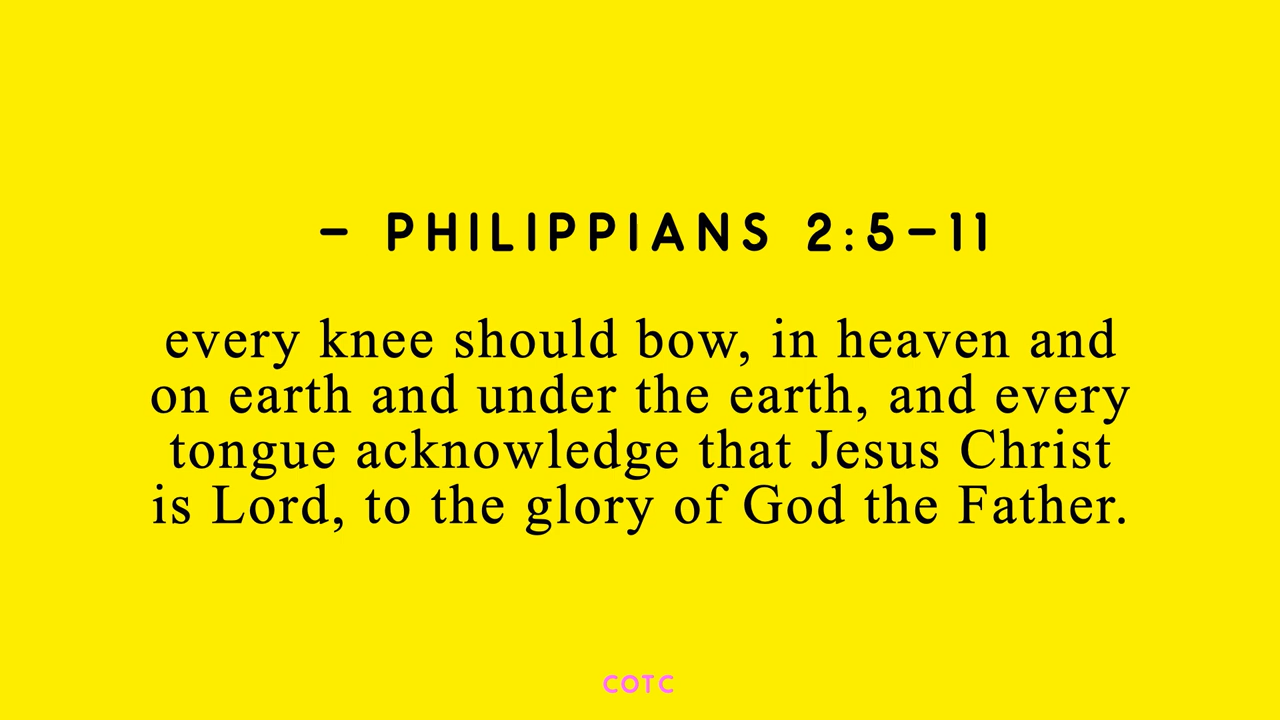 – PHILIPPIANS 2:5–11
every knee should bow, in heaven and
on earth and under the earth, and every
tongue acknowledge that Jesus Christ
is Lord, to the glory of God the Father.
COTC